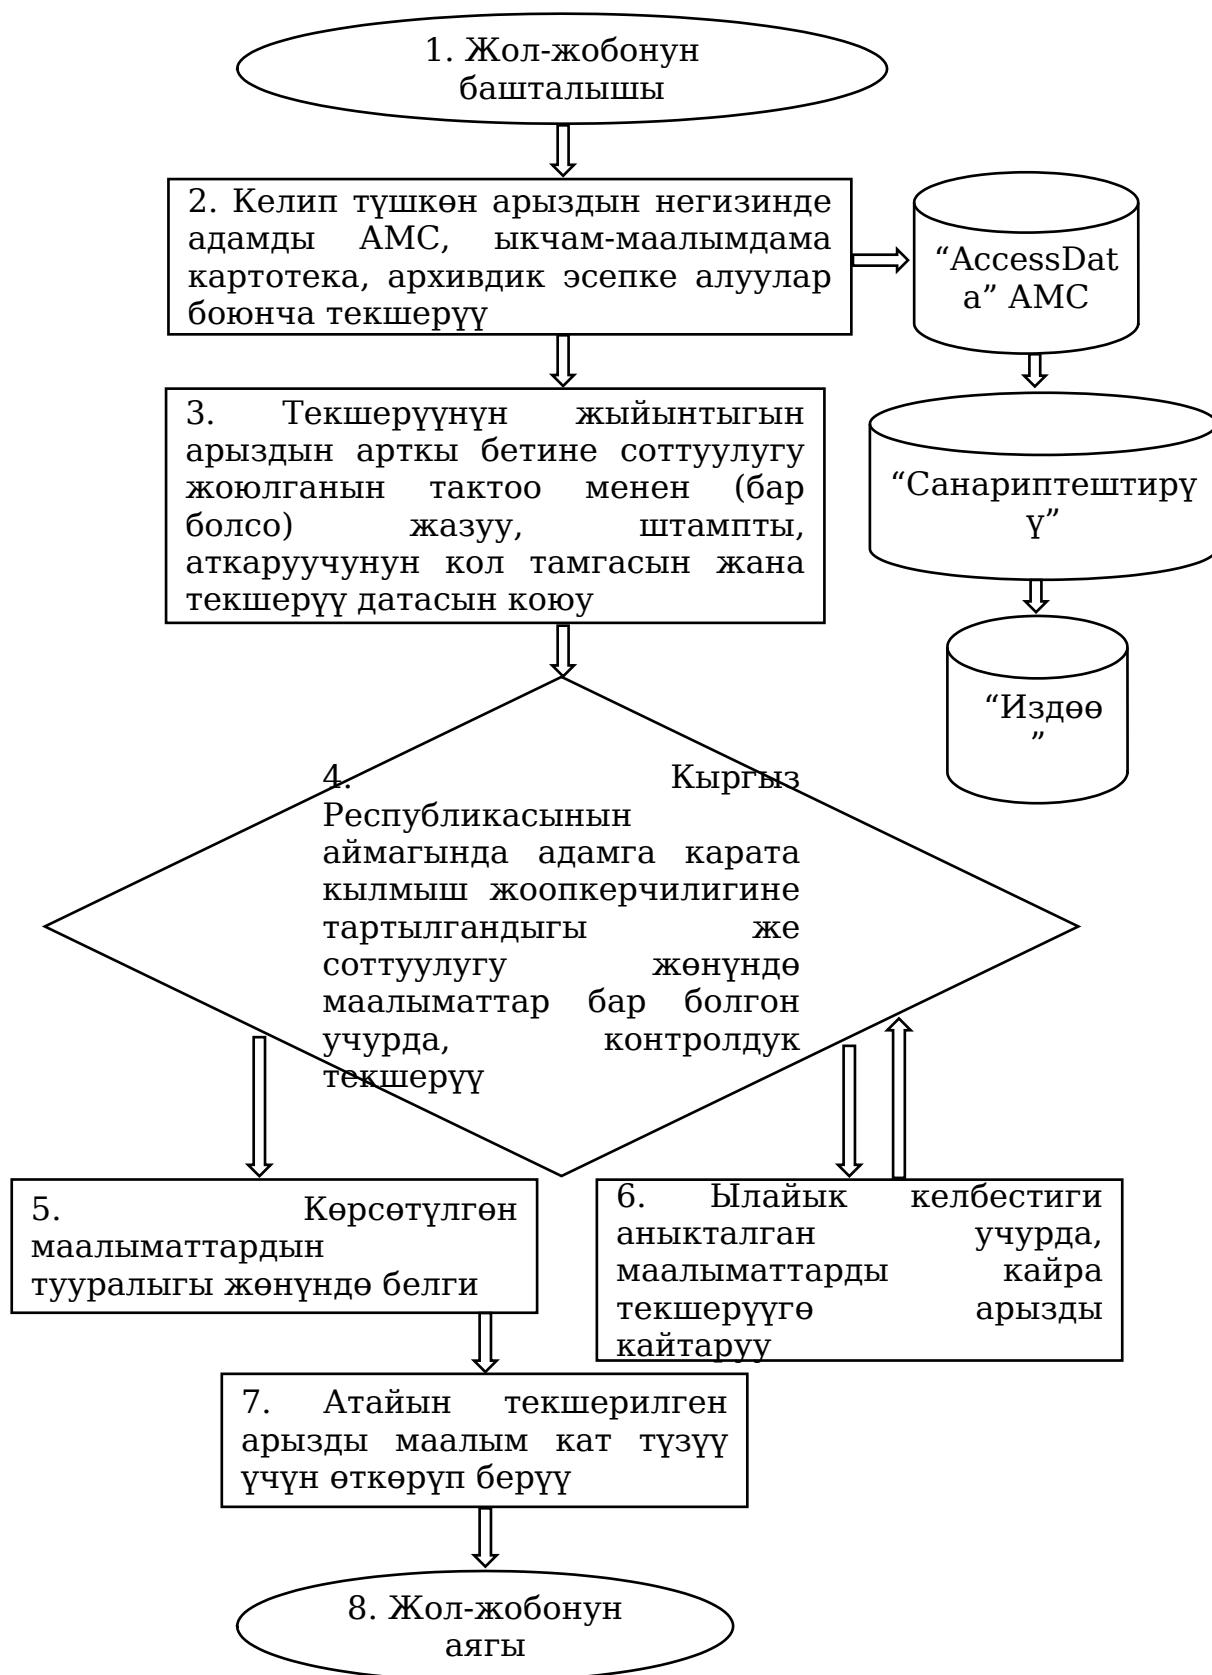 1. Жол-жобонун
башталышы
2. Келип түшкөн арыздын негизинде
адамды АМС, ыкчам-маалымдама
картотека, архивдик эсепке алуулар
боюнча текшерүү
“AccessDat
a” АМС
3. Текшерүүнүн жыйынтыгын
арыздын арткы бетине соттуулугу
жоюлганын тактоо менен (бар
болсо) жазуу, штампты,
аткаруучунун кол тамгасын жана
текшерүү датасын коюу
“Санариптештирү
ү”
“Издөө
”
4. Кыргыз
Республикасынын
аймагында адамга карата
кылмыш жоопкерчилигине
тартылгандыгы же
соттуулугу жөнүндө
маалыматтар бар болгон
учурда, контролдук
текшерүү
5. Көрсөтүлгөн
маалыматтардын
тууралыгы жөнүндө белги
6. Ылайык келбестиги
аныкталган учурда,
маалыматтарды кайра
текшерүүгө арызды
кайтаруу
7. Атайын текшерилген
арызды маалым кат түзүү
үчүн өткөрүп берүү
8. Жол-жобонун
аягы